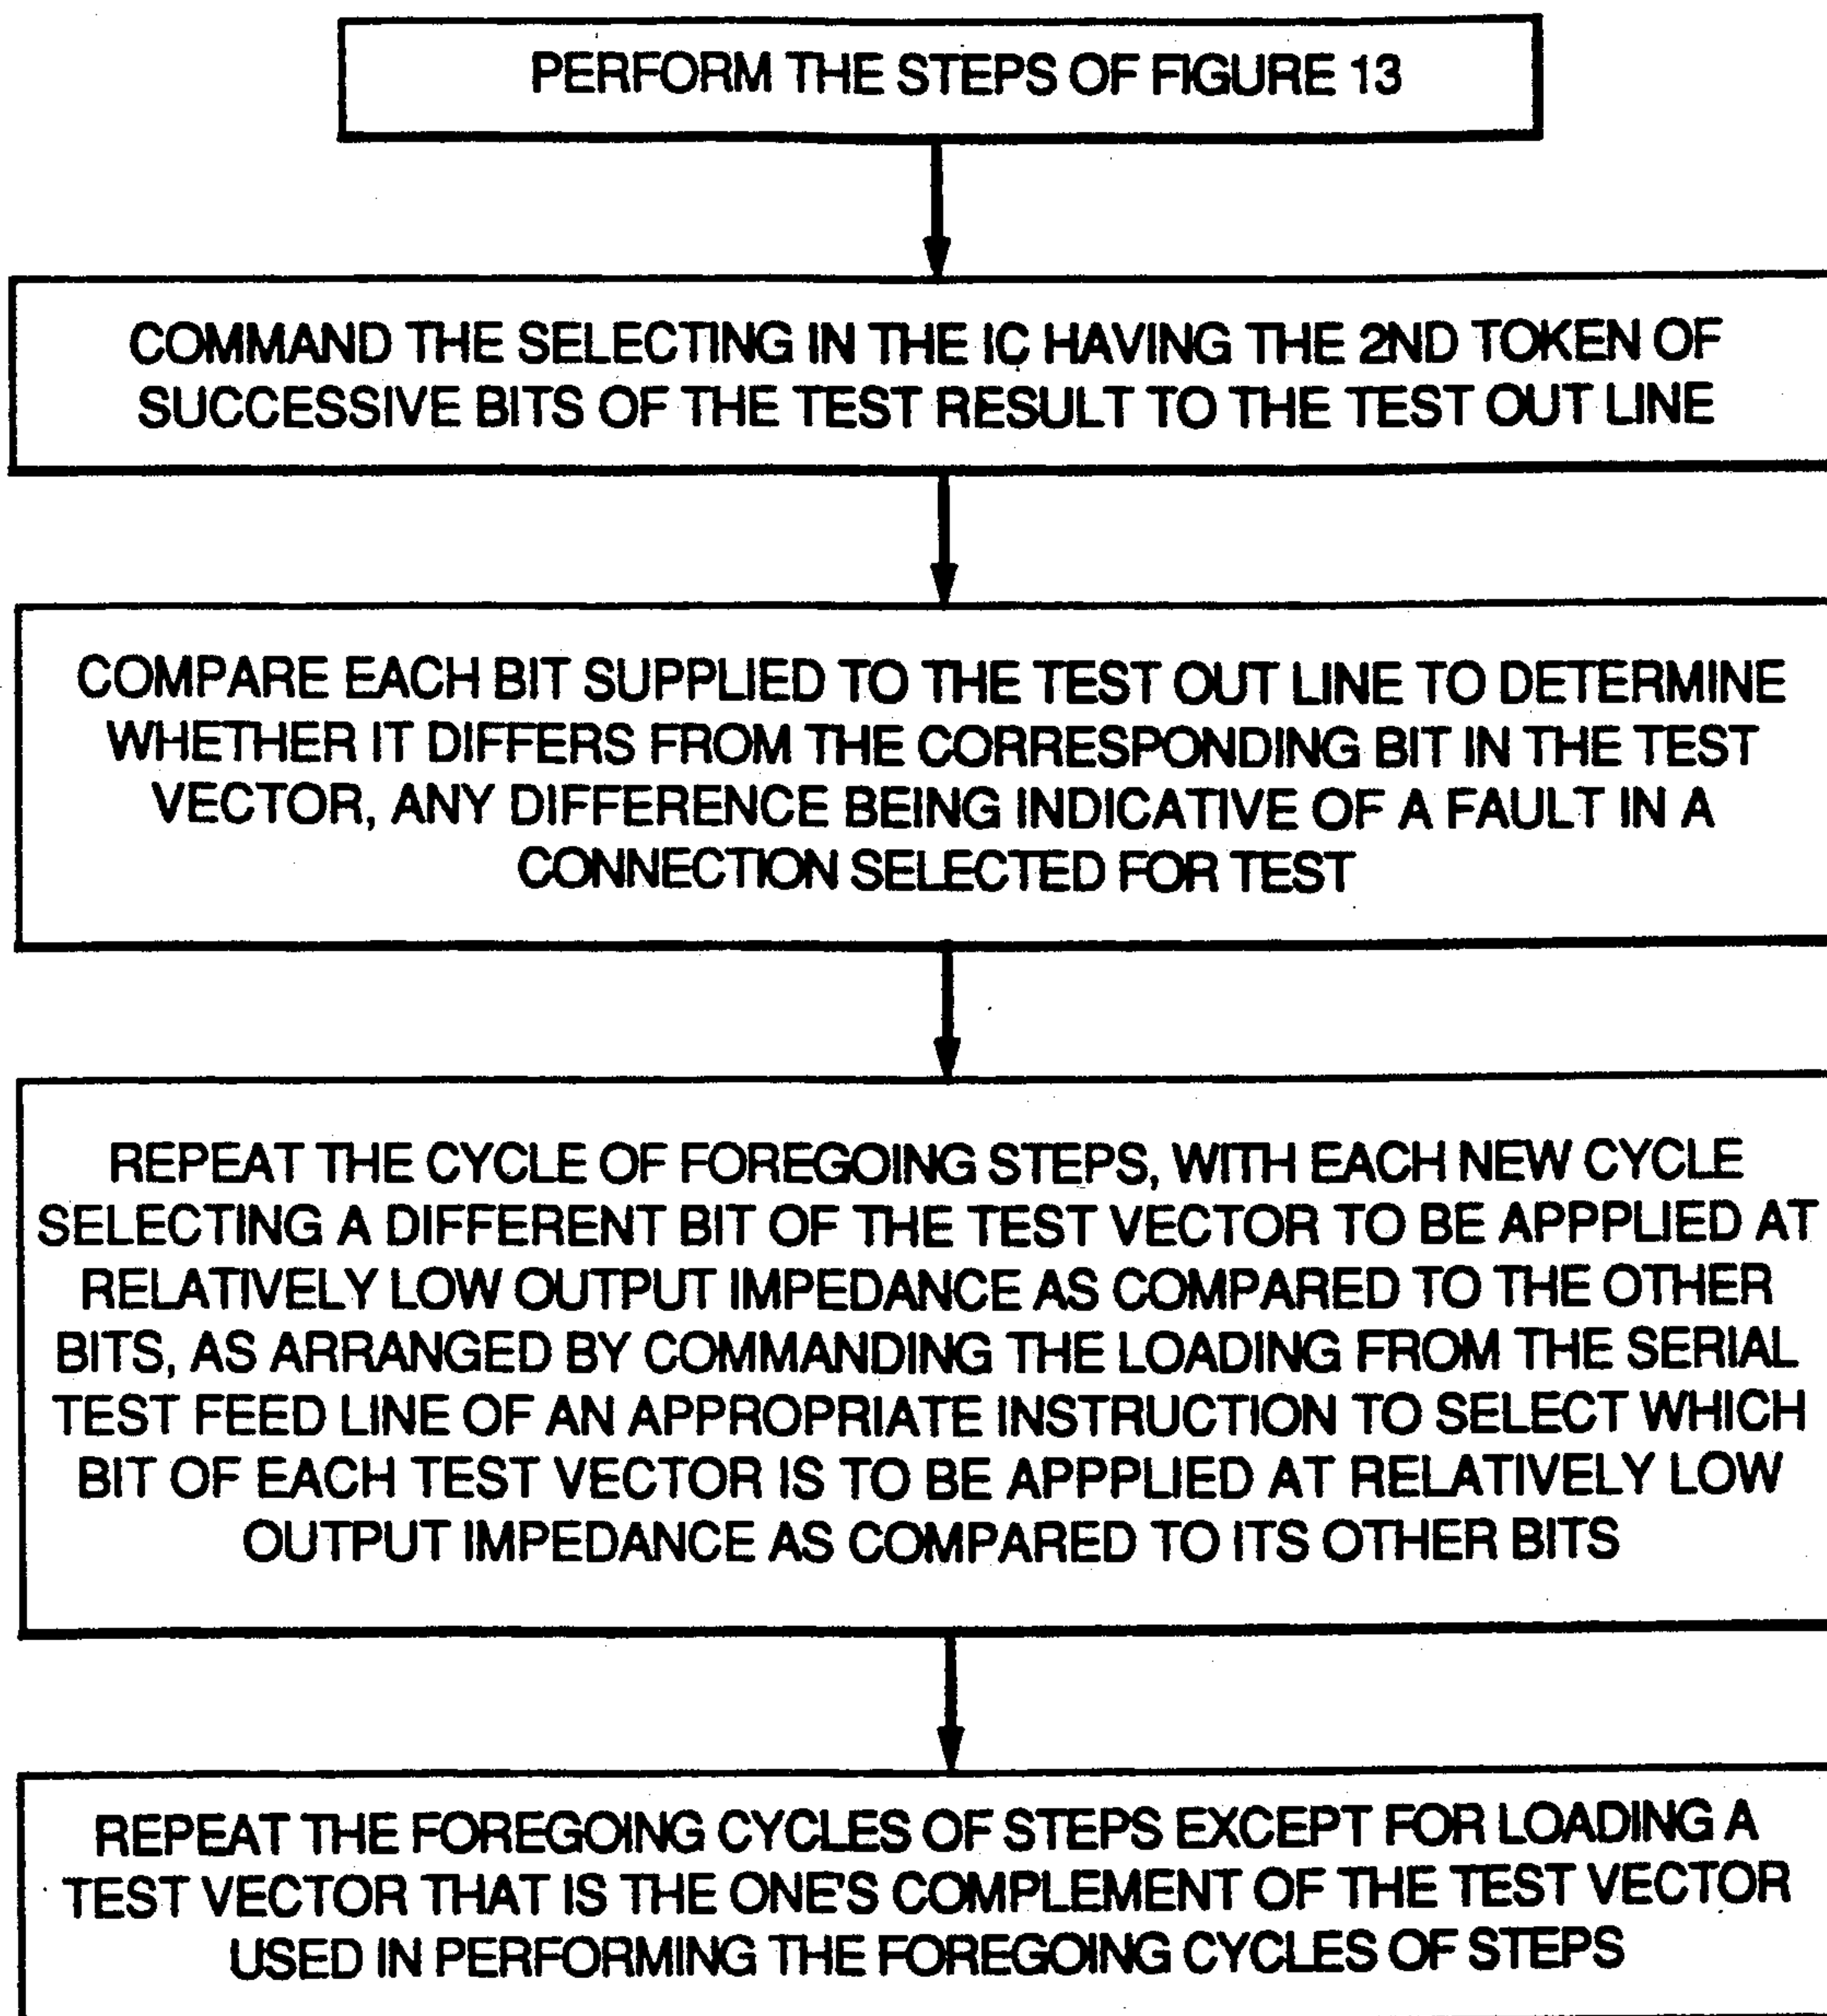 PERFORM THE STEPS OF FIGURE 13
COMMAND THE SELECTING IN THE IC HAVING THE 2ND TOKEN OF
SUCCESSIVE BITS OF THE TEST RESULT TO THE TEST OUT LINE
COMPARE EACH BIT SUPPLIED TO THE TEST OUT LINE TO DETERMINE
WHETHER IT DIFFERS FROM THE CORRESPONDING BIT IN THE TEST
VECTOR, ANY DIFFERENCE BEING INDICATIVE OF A FAULT IN A
CONNECTION SELECTED FOR TEST
REPEAT THE CYCLE OF FOREGOING STEPS, WITH EACH NEW CYCLE
SELECTING A DIFFERENT BIT OF THE TEST VECTOR TO BE APPPLIED AT
RELATIVELY LOW OUTPUT IMPEDANCE AS COMPARED TO THE OTHER
BITS, AS ARRANGED BY COMMANDING THE LOADING FROM THE SERIAL
TEST FEED LINE OF AN APPROPRIATE INSTRUCTION TO SELECT WHICH
BIT OF EACH TEST VECTOR IS TO BE APPPLIED AT RELATIVELY LOW
OUTPUT IMPEDANCE AS COMPARED TO ITS OTHER BITS
REPEAT THE FOREGOING CYCLES OF STEPS EXCEPT FOR LOADING A
TEST VECTOR THAT IS THE ONE'S COMPLEMENT OF THE TEST VECTOR
USED IN PERFORMING THE FOREGOING CYCLES OF STEPS